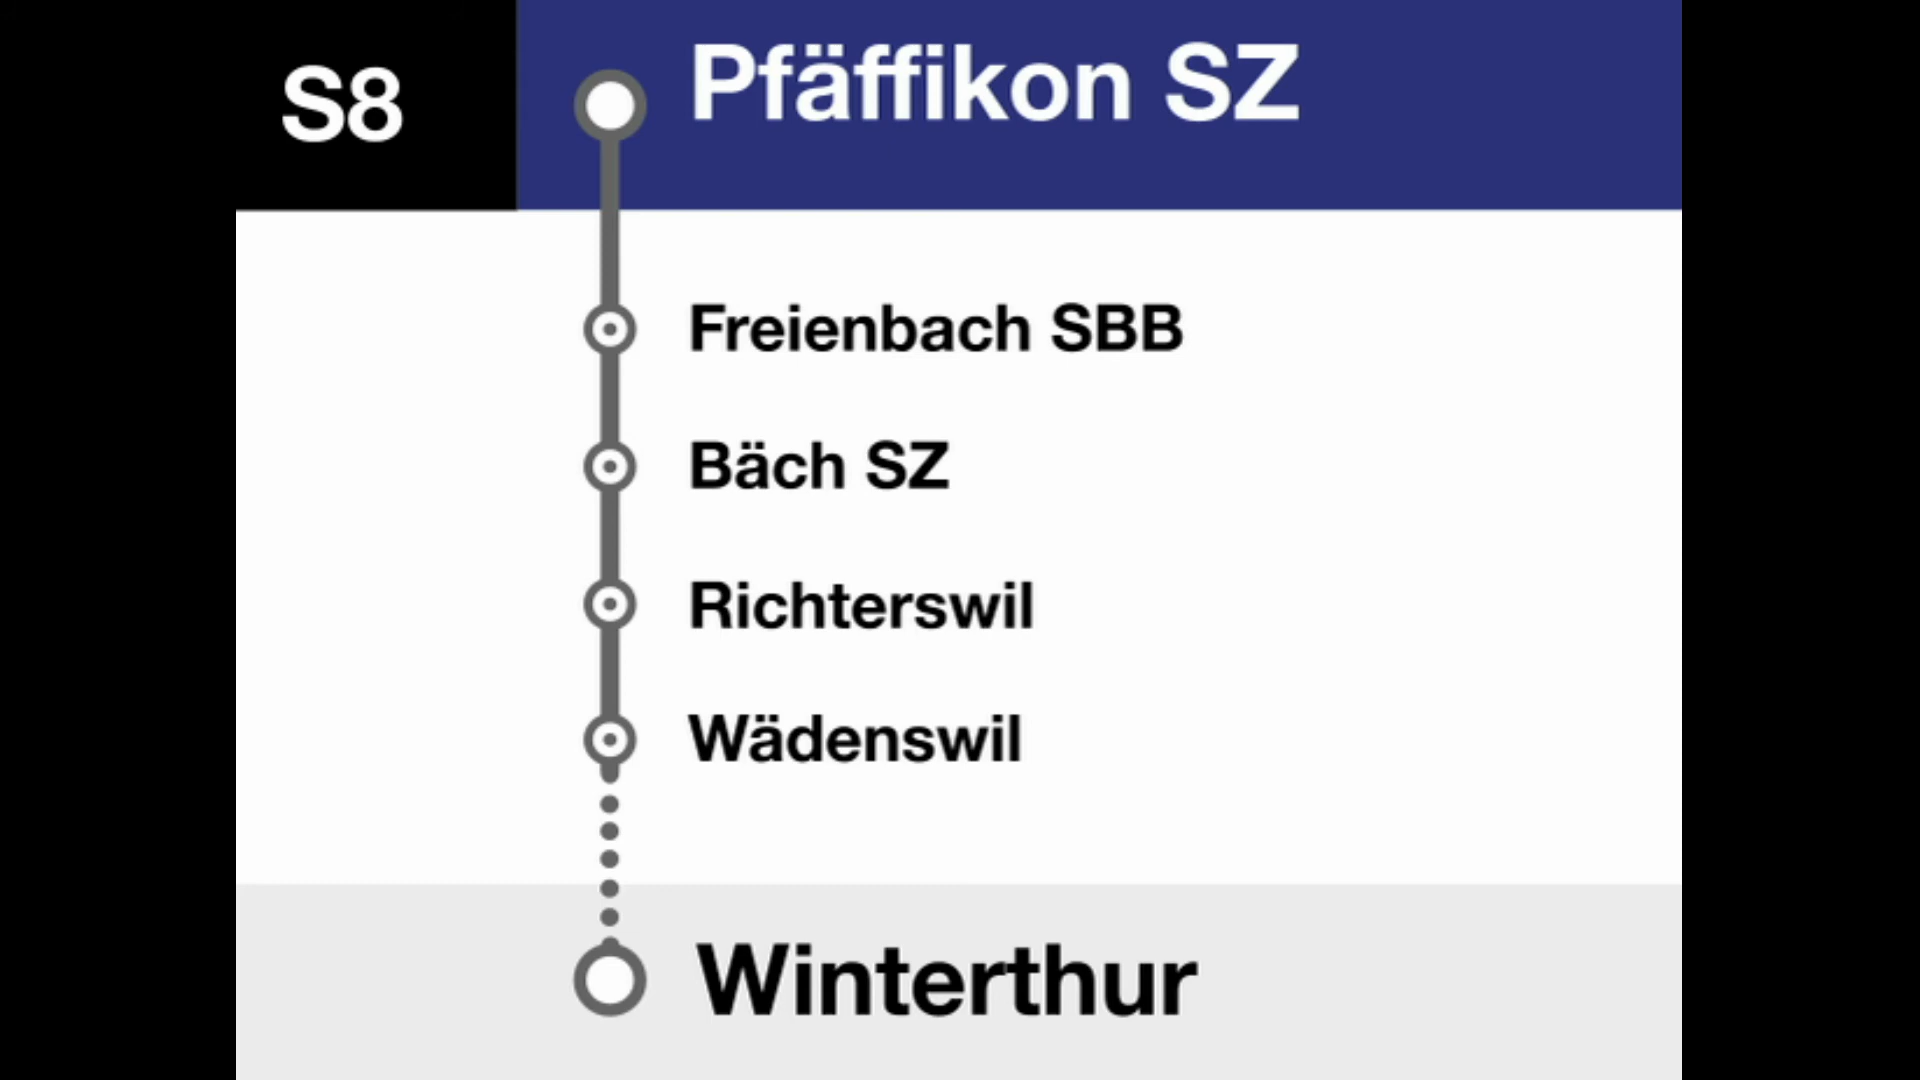 S8 Pfäffikon SZ
Freienbach SBB
Bäch SZ
Richterswil
Wädenswil
Winterthur